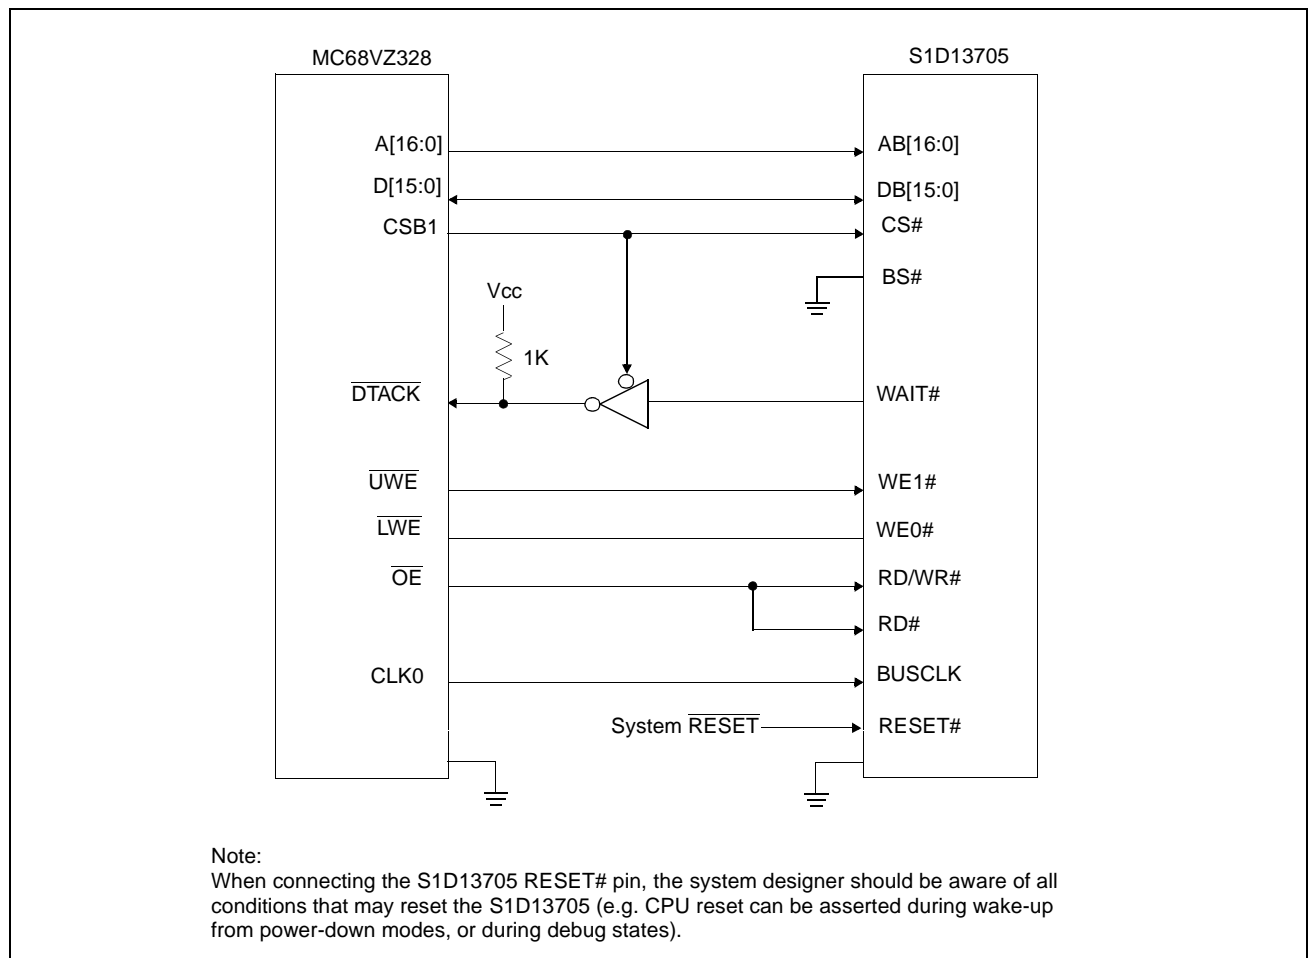 MC68VZ328
S1D13705
A[16:0]
AB[16:0]
D[15:0]
DB[15:0]
CSB1
CS#
BS#
Vcc
1K
DTACK
WAIT#
UWE
WE1#
LWE
WE0#
OE
RD/WR#
RD#
CLK0
BUSCLK
System RESET
RESET#
Note:
When connecting the S1D13705 RESET# pin, the system designer should be aware of all
conditions that may reset the S1D13705 (e.g. CPU reset can be asserted during wake-up
from power-down modes, or during debug states).